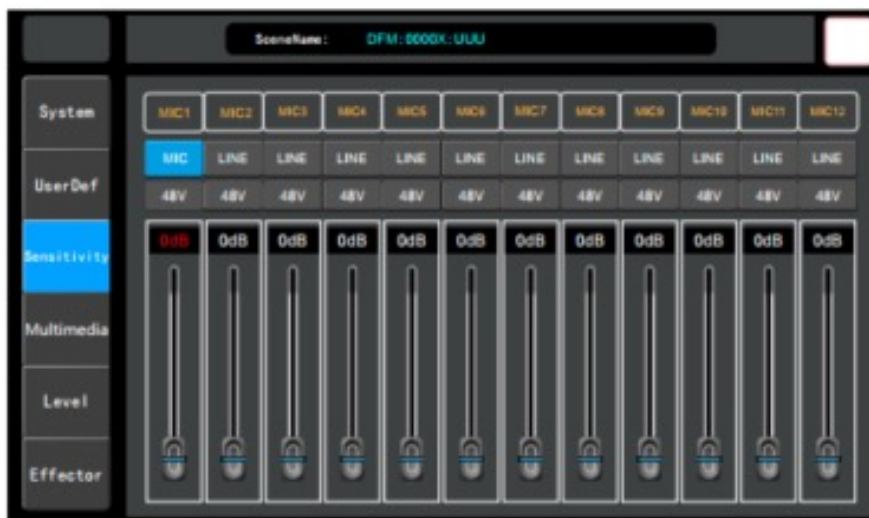 SceneName: DFM:0000X:UUU
System
MIC1 MIC2 MIC3 MIC4 MIC5 MIC6 MIC7 MIC8 MIC9 MIC10 MIC11 MIC12
MIC LINE LINE LINE LINE LINE LINE LINE LINE LINE LINE LINE
UserDef
48V 48V 48V 48V 48V 48V 48V 48V 48V 48V 48V 48V
0dB 0dB 0dB 0dB 0dB 0dB 0dB 0dB 0dB 0dB 0dB 0dB
Sensitivity
Multimedia
Level
Effector